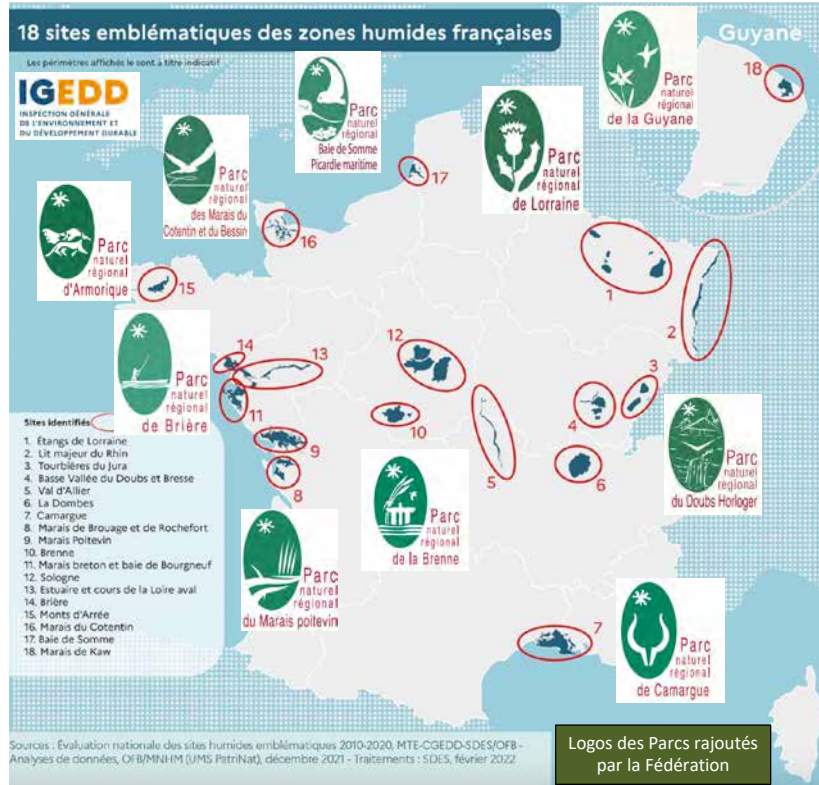 18 sites emblématiques des zones humides françaises
Guyane
Les périmètres affichés le sont à titre indicatif
IGEDD
INSPECTION GÉNÉRALE
DE L'ENVIRONNEMENT ET
DU DÉVELOPPEMENT DURABLE
Parc
naturel
régional
Baie de Somme
Picardie maritime
Parc
naturel
régional
de la Guyane
18
Parc
naturel
régional
des Marais du
Cotentin et du Bessin
Parc
naturel
régional
de Lorraine
17
16
Parc
naturel
régional
d'Armorique
15
1
2
Parc
naturel
régional
de Brière
14
13
12
11
10
9
8
3
4
5
6
Parc
naturel
régional
du Doubs Horloger
Parc
naturel
régional
de la Brenne
Parc
naturel
régional
du Marais poitevin
7
Parc
naturel
régional
de Camargue
Sites identifiés
1. Étangs de Lorraine
2. Lit majeur du Rhin
3. Tourbières du Jura
4. Basse Vallée du Doubs et Bresse
5. Val d'Allier
6. La Dombes
7. Camargue
8. Marais de Brouage et de Rochefort
9. Marais Poitevin
10. Brenne
11. Marais breton et baie de Bourgneuf
12. Sologne
13. Estuaire et cours de la Loire aval
14. Brière
15. Monts d'Arrée
16. Marais du Cotentin
17. Baie de Somme
18. Marais de Kaw
Sources : Évaluation nationale des sites humides emblématiques 2010-2020, MTE-CGEDD-SDES/OFB -
Analyses de données, OFB/MNHM (UMS PatriNat), décembre 2021 - Traitements : SDES, février 2022
Logos des Parcs rajoutés
par la Fédération